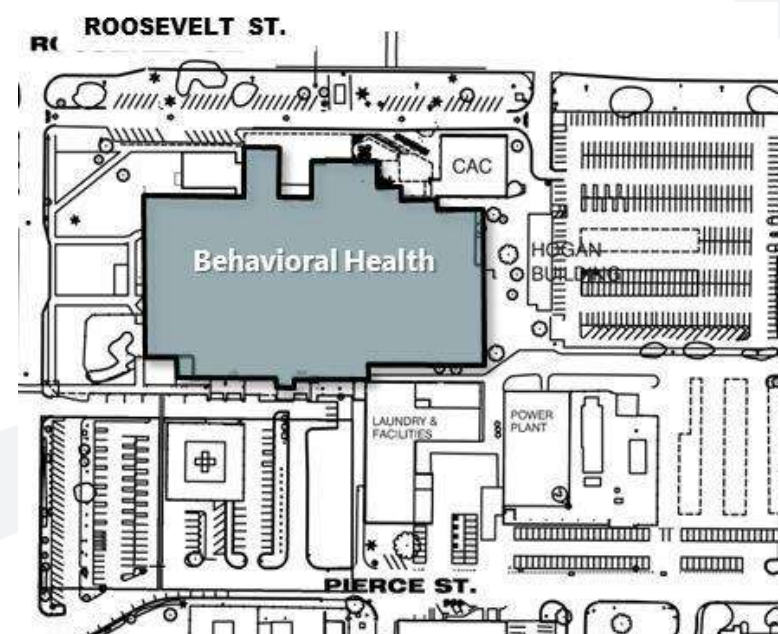 ROOSEVELT ST.
CAC
Behavioral Health
HOGAN
BUILDING
LAUNDRY &
FACILITIES
POWER
PLANT
PIERCE ST.